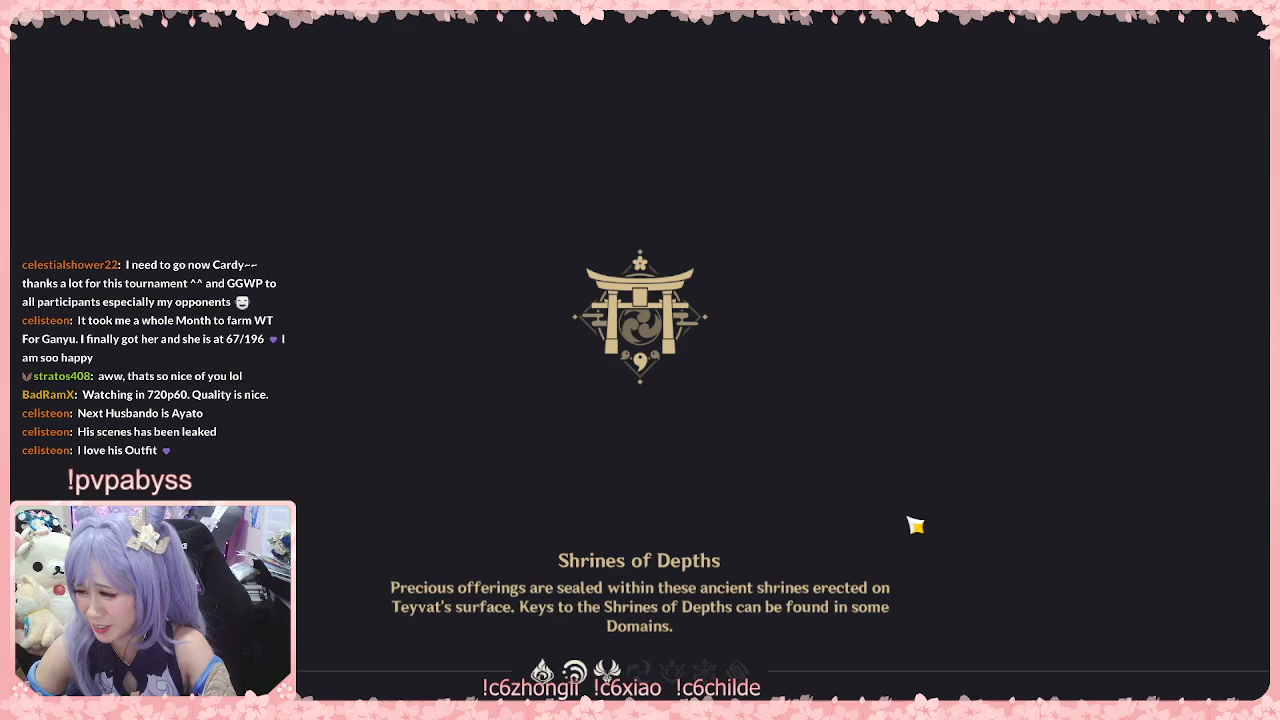 celestialshower22: I need to go now Cardy~~
thanks a lot for this tournament ^^ and GGWP to
all participants especially my opponents
celisteon: It took me a whole Month to farm WT
For Ganyu. I finally got her and she is at 67/196 💜 I
am soo happy
stratos408: aww, thats so nice of you lol
BadRamX: Watching in 720p60. Quality is nice.
celisteon: Next Husbando is Ayato
celisteon: His scenes has been leaked
celisteon: I love his Outfit 💜
!pvpabyss
Shrines of Depths
Precious offerings are sealed within these ancient shrines erected on
Teyvat's surface. Keys to the Shrines of Depths can be found in some
Domains.
!c6zhongli !c6xiao !c6childe